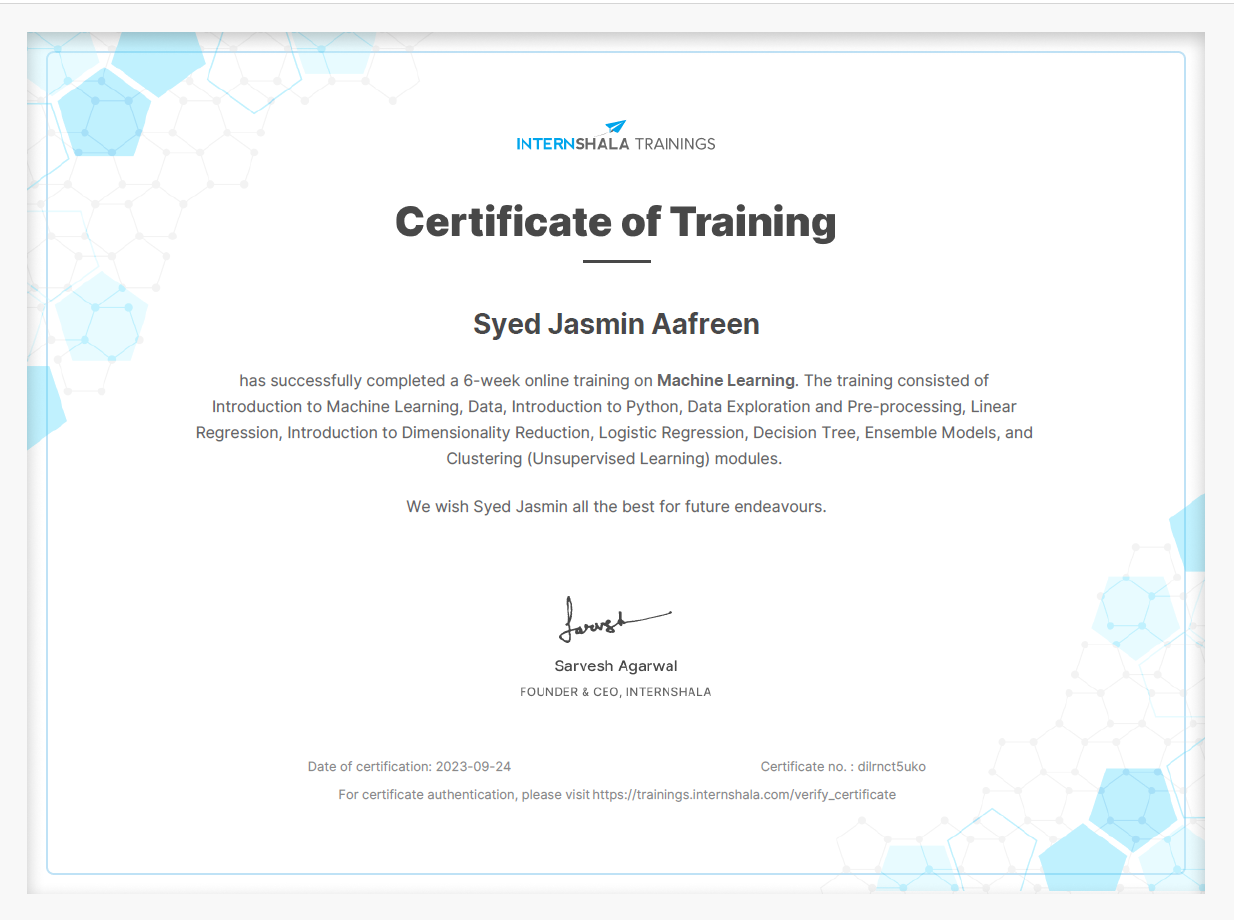 INTERNSHALA TRAININGS
Certificate of Training
Syed Jasmin Aafreen
has successfully completed a 6-week online training on Machine Learning. The training consisted of
Introduction to Machine Learning, Data, Introduction to Python, Data Exploration and Pre-processing, Linear
Regression, Introduction to Dimensionality Reduction, Logistic Regression, Decision Tree, Ensemble Models, and
Clustering (Unsupervised Learning) modules.
We wish Syed Jasmin all the best for future endeavours.
Sarvesh
Sarvesh Agarwal
FOUNDER & CEO, INTERNSHALA
Date of certification: 2023-09-24
Certificate no. : dilrnct5uko
For certificate authentication, please visit https://trainings.internshala.com/verify_certificate